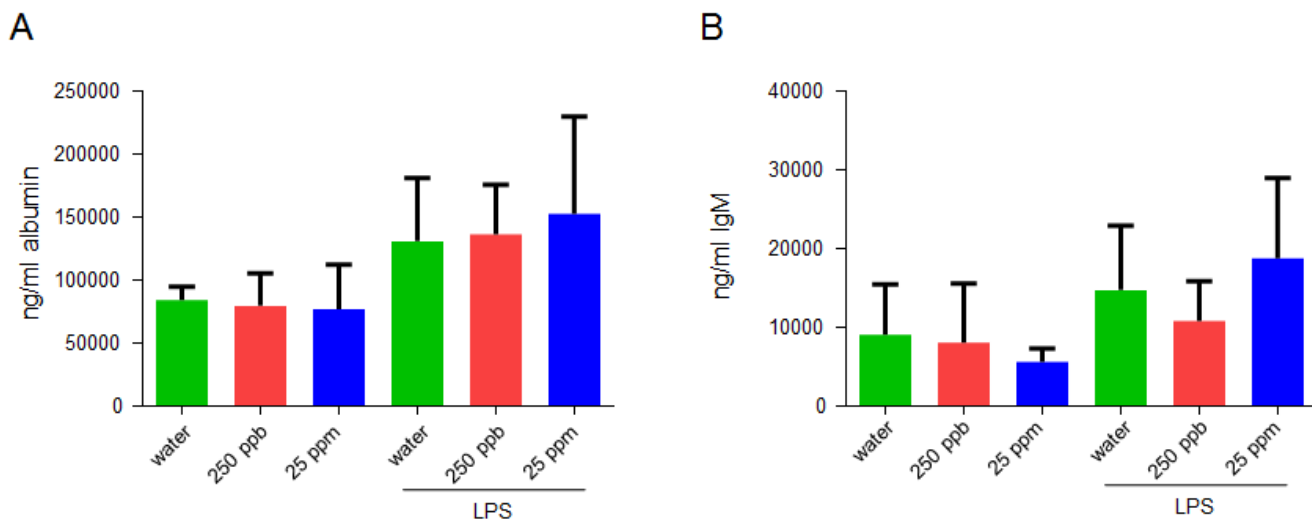 A
ng/ml albumin
250000
200000
150000
100000
50000
0
water
250 ppb
25 ppm
water
250 ppb
25 ppm
LPS
B
ng/ml IgM
40000
30000
20000
10000
0
water
250 ppb
25 ppm
water
250 ppb
25 ppm
LPS